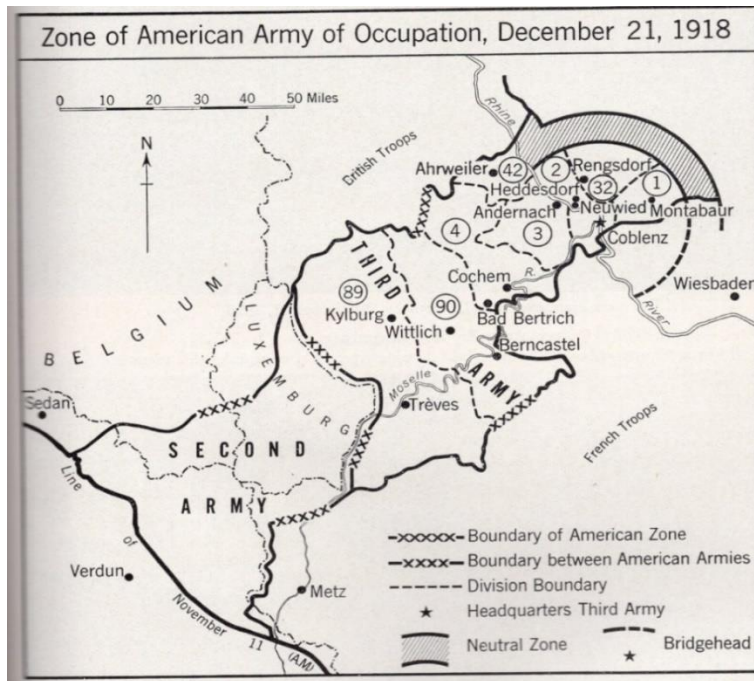 Zone of American Army of Occupation, December 21, 1918
0 10 20 30 40 50 Miles
N
Rhine
British Troops
Ahrweiler
42
2
Rengsdorf
1
Heddesdorf
32
Andernach
Neuwied
Montabaur
4
3
Coblenz
THIRD
R.
Cochem
Wiesbaden
89
90
Kylburg
Bad Bertrich
River
Wittlich
BELGIUM
LUXEMBURG
Berncastel
Moselle
ARMY
Sedan
Trèves
French Troops
SECOND
ARMY
Line
of
November
11
(AM)
Verdun
Metz
Boundary of American Zone
Boundary between American Armies
Division Boundary
Headquarters Third Army
Neutral Zone
Bridgehead